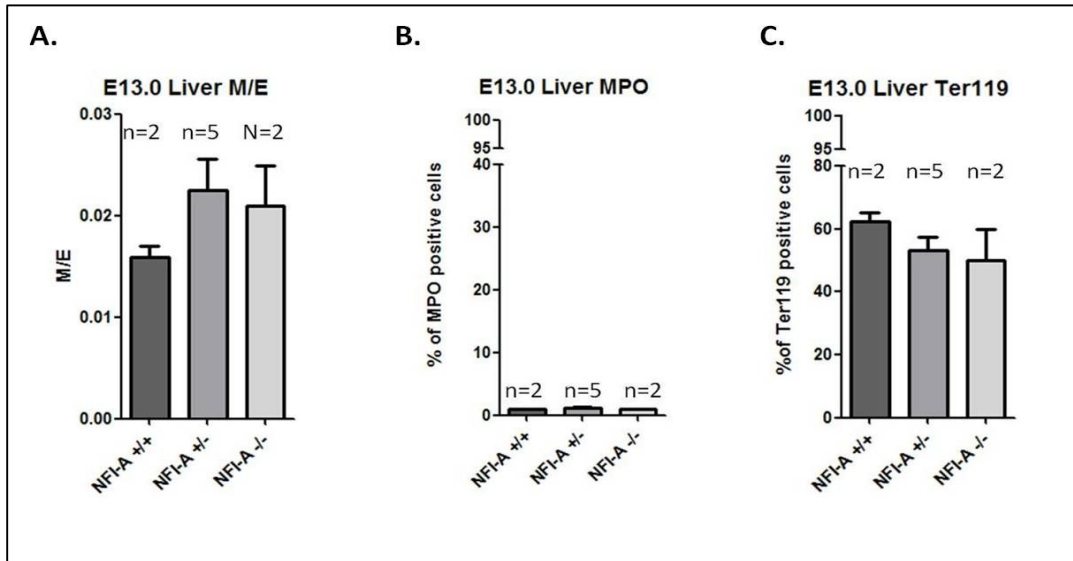 A.
E13.0 Liver M/E
n=2 n=5 N=2
0.03
0.02
0.01
0.00
M/E
NFI-A +/+
NFI-A +/-
NFI-A -/-
B.
E13.0 Liver MPO
100
95
40
30
20
10
0
% of MPO positive cells
n=2 n=5 n=2
NFI-A +/+
NFI-A +/-
NFI-A -/-
C.
E13.0 Liver Ter119
100
95
80
60
40
20
0
%of Ter119 positive cells
n=2 n=5 n=2
NFI-A +/+
NFI-A +/-
NFI-A -/-